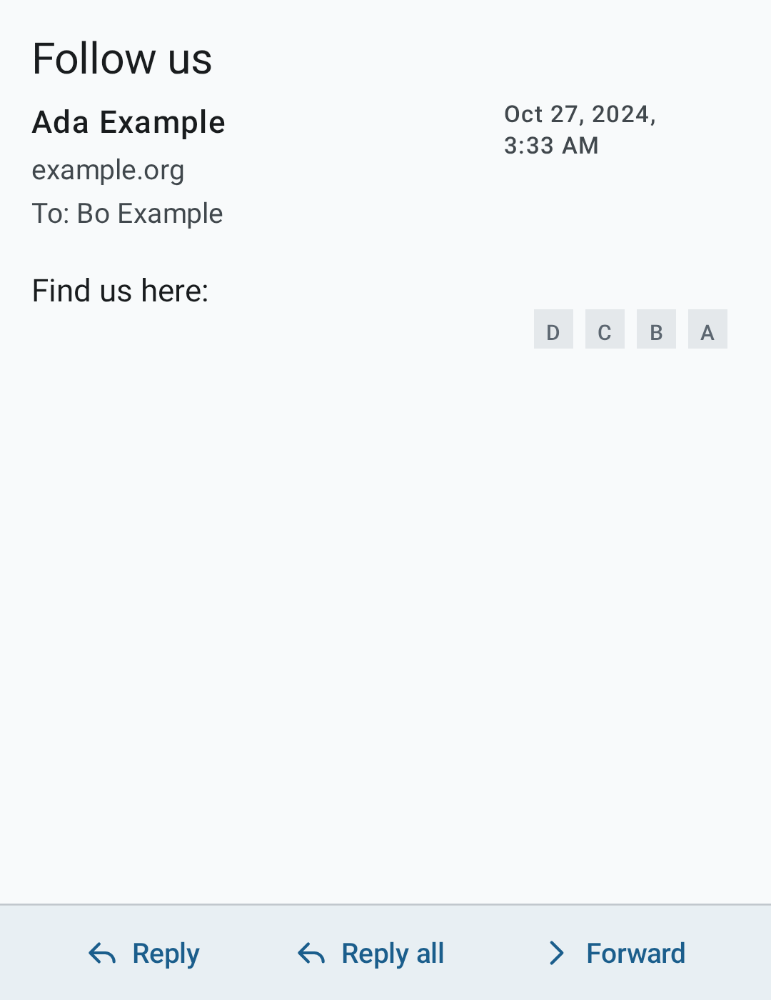 Follow us
Ada Example
Oct 27, 2024,
3:33 AM
example.org
To: Bo Example
Find us here:
D C B A
Reply Reply all Forward